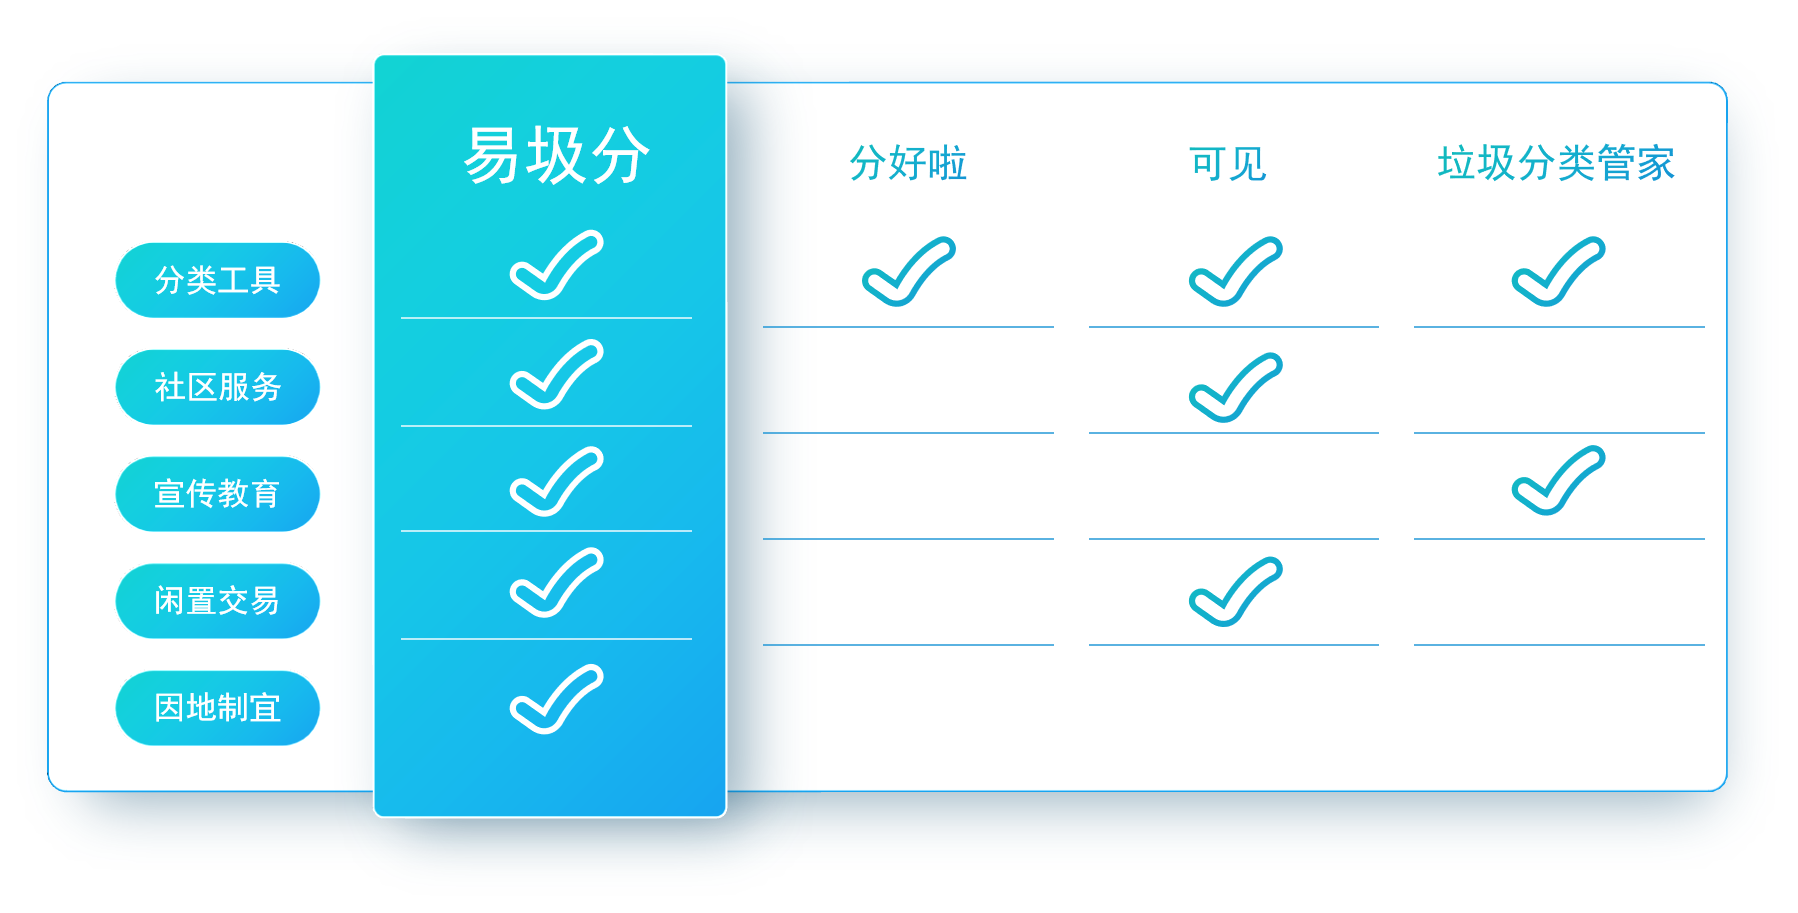 易圾分
分好啦
可见
垃圾分类管家
分类工具
社区服务
宣传教育
闲置交易
因地制宜